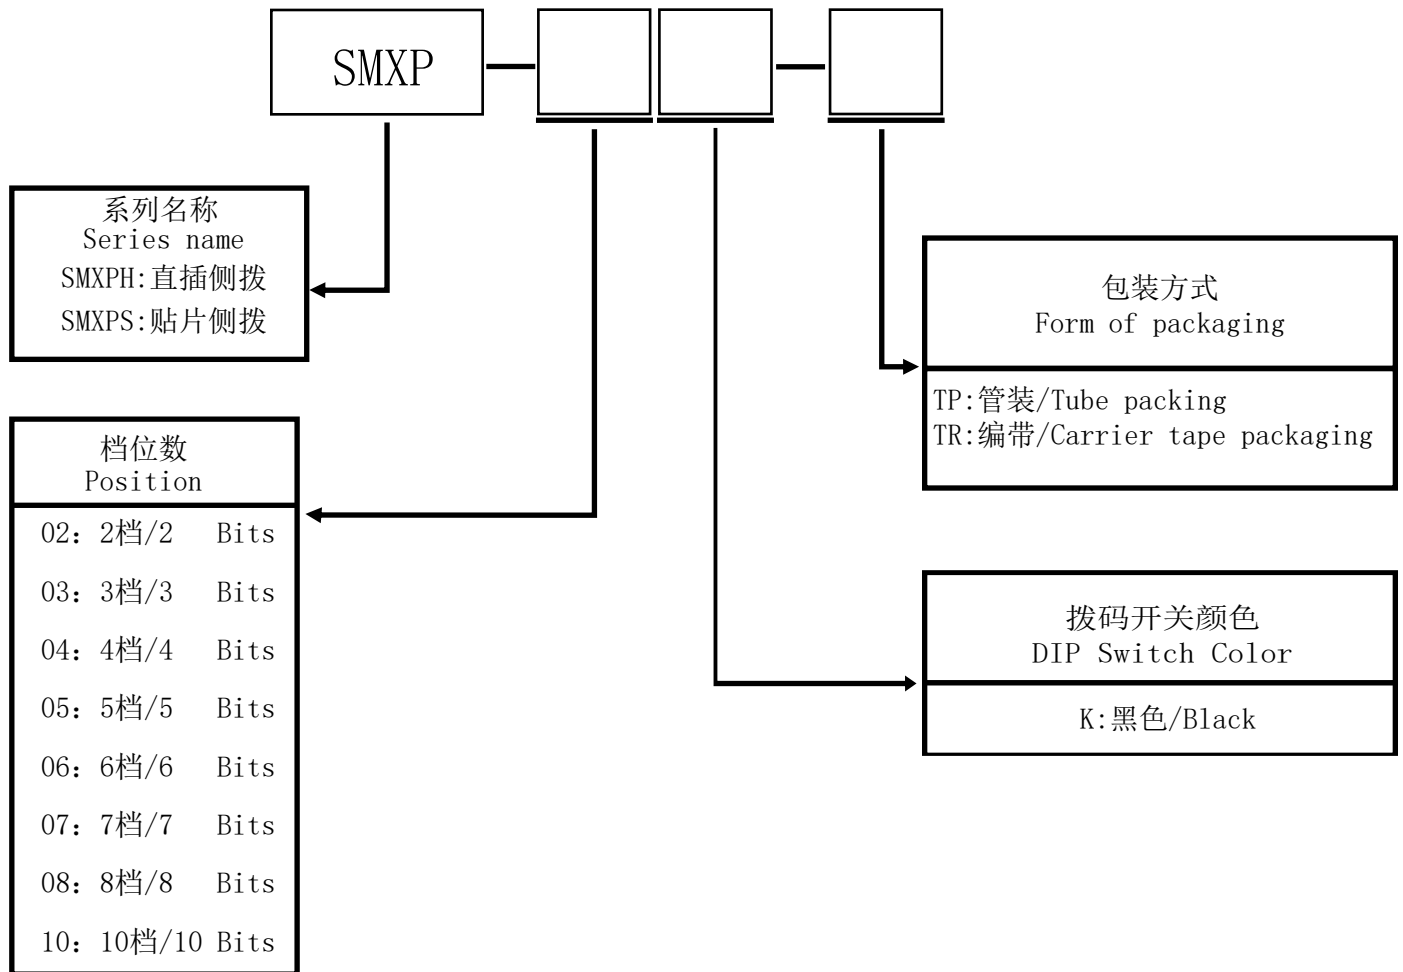 SMXP
系列名称
Series name
SMXPH:直插侧拨
SMXPS:贴片侧拨
档位数
Position
02: 2档/2 Bits
03: 3档/3 Bits
04: 4档/4 Bits
05: 5档/5 Bits
06: 6档/6 Bits
07: 7档/7 Bits
08: 8档/8 Bits
10: 10档/10 Bits
包装方式
Form of packaging
TP:管装/Tube packing
TR:编带/Carrier tape packaging
拨码开关颜色
DIP Switch Color
K:黑色/Black